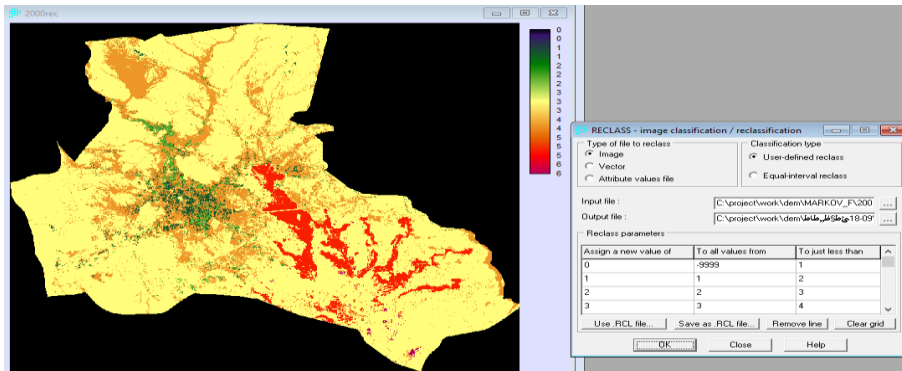 2000rec
0
0
1
1
2
2
2
3
3
4
4
4
5
5
6
6
RECLASS - image classification / reclassification
Type of file to reclass
Image
Vector
Attribute values file
Classification type
User-defined reclass
Equal-interval reclass
Input file :
C:\project\work\dem\MARKOV_F\200
...
Output file :
...
Reclass parameters
Assign a new value of To all values from To just less than
0 -9999 1
1 1 2
2 2 3
3 3 4
Use .RCL file... Save as .RCL file... Remove line Clear grid
OK Close Help